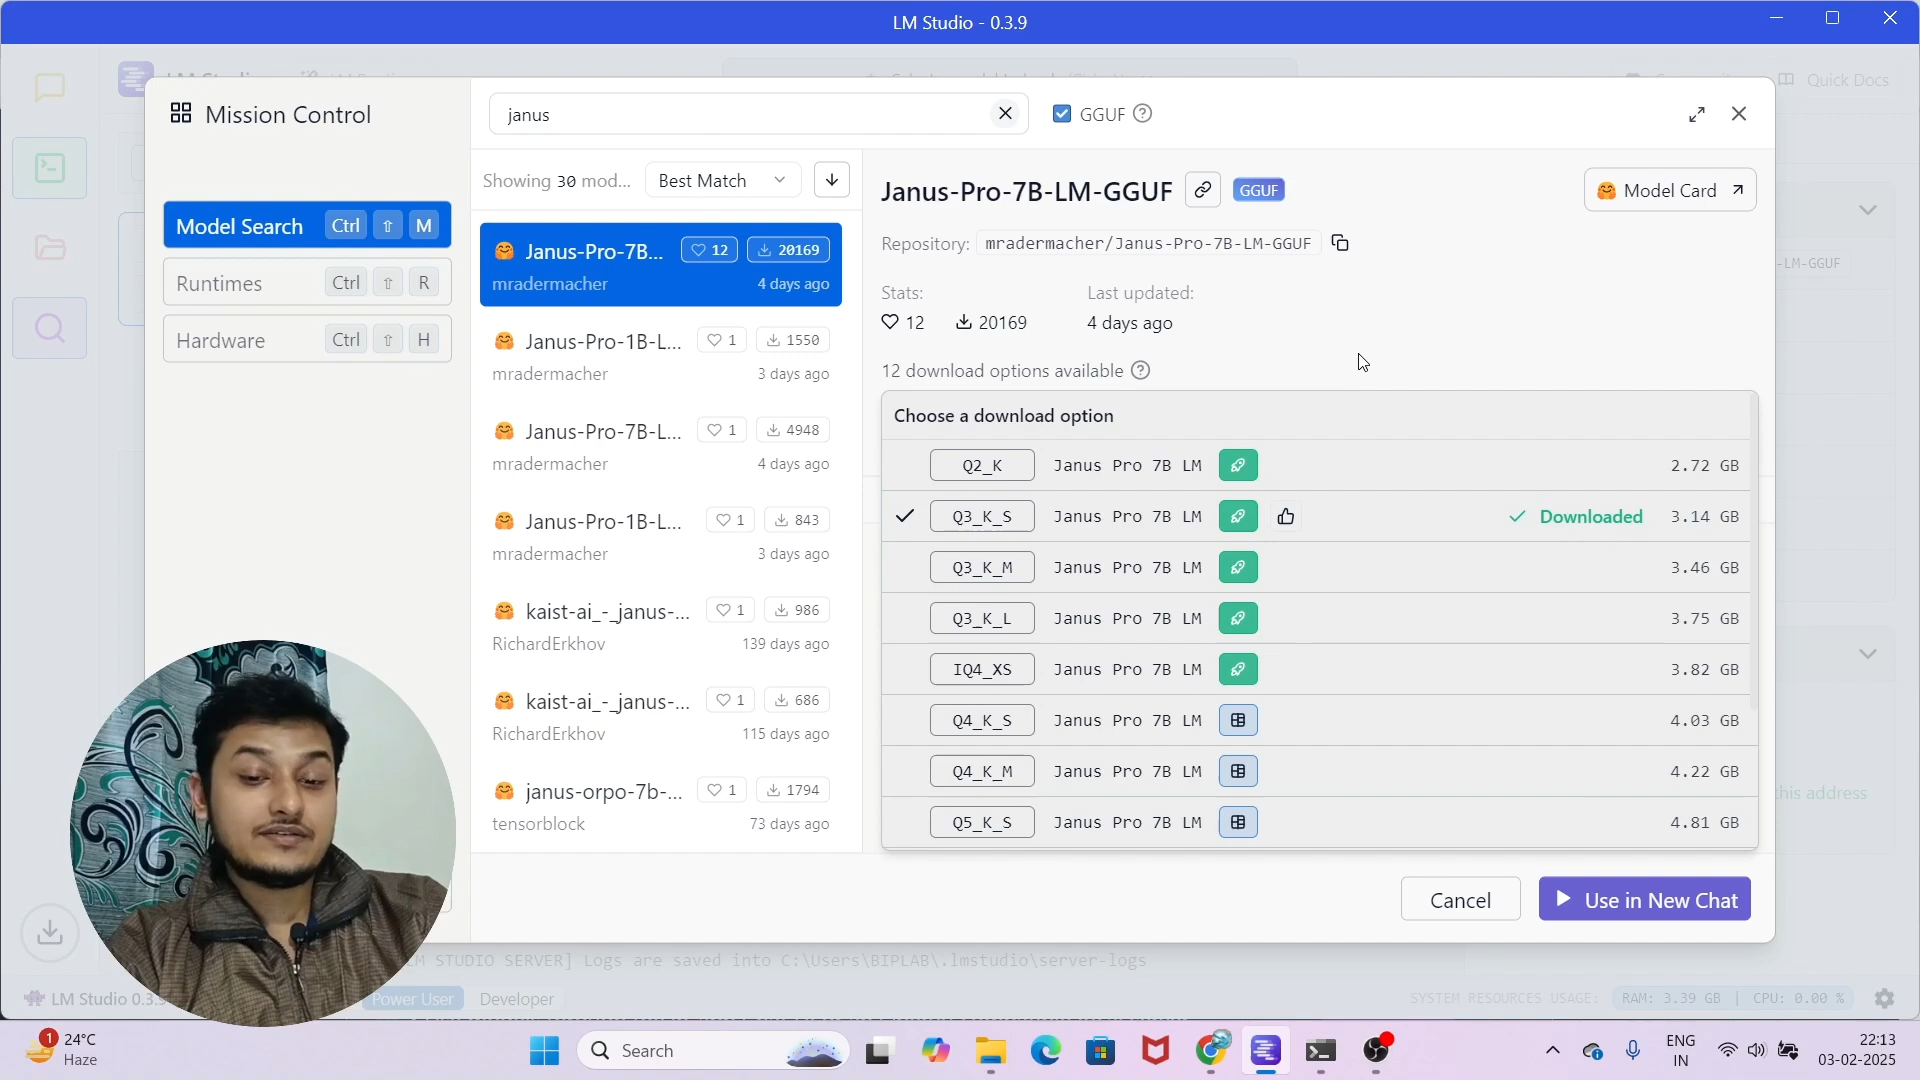 LM Studio - 0.3.9
Quick Docs
Mission Control
janus
GGUF
Showing 30 mod...
Best Match
Model Search Ctrl ⇧ M
Runtimes Ctrl ⇧ R
Hardware Ctrl ⇧ H
Janus-Pro-7B... 12 20169
mradermacher 4 days ago
Janus-Pro-1B-L... 1 1550
mradermacher 3 days ago
Janus-Pro-7B-L... 1 4948
mradermacher 4 days ago
Janus-Pro-1B-L... 1 843
mradermacher 3 days ago
kaist-ai_-_janus-... 1 986
RichardErkhov 139 days ago
kaist-ai_-_janus-... 1 686
RichardErkhov 115 days ago
janus-orpo-7b-... 1 1794
tensorblock 73 days ago
Janus-Pro-7B-LM-GGUF GGUF
Model Card
Repository: mradermacher/Janus-Pro-7B-LM-GGUF
Stats: Last updated:
12 20169 4 days ago
12 download options available
Choose a download option
Q2_K Janus Pro 7B LM 2.72 GB
Q3_K_S Janus Pro 7B LM Downloaded 3.14 GB
Q3_K_M Janus Pro 7B LM 3.46 GB
Q3_K_L Janus Pro 7B LM 3.75 GB
IQ4_XS Janus Pro 7B LM 3.82 GB
Q4_K_S Janus Pro 7B LM 4.03 GB
Q4_K_M Janus Pro 7B LM 4.22 GB
Q5_K_S Janus Pro 7B LM 4.81 GB
Cancel
Use in New Chat
-LM-GGUF
this address
LM STUDIO SERVER] Logs are saved into C:\Users\BIPLAB\.lmstudio\server-logs
LM Studio 0.3.9
Power User
Developer
SYSTEM RESOURCES USAGE: RAM: 3.39 GB | CPU: 0.00 %
1
24°C
Haze
Search
ENG
IN
22:13
03-02-2025